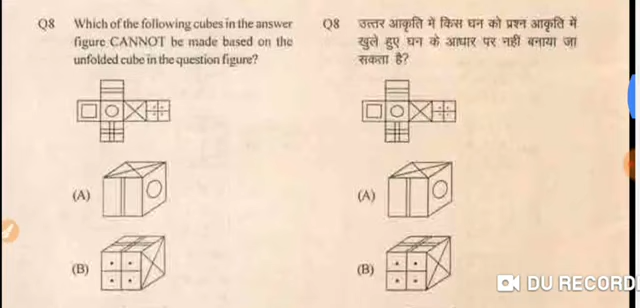 Q8 Which of the following cubes in the answer
figure CANNOT be made based on the
unfolded cube in the question figure?
(A)
(B)
Q8 उत्तर आकृति में किस घन को प्रश्न आकृति में
खुले हुए घन के आधार पर नहीं बनाया जा
सकता है?
(A)
(B)
DU RECORD